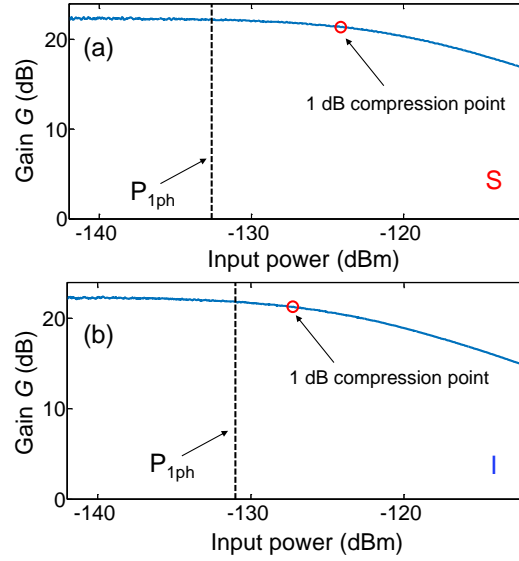 20
(a)
Gain G (dB)
1 dB compression point
10
P1ph
S
0
-140
-130
-120
Input power (dBm)
20
(b)
Gain G (dB)
1 dB compression point
10
P1ph
I
0
-140
-130
-120
Input power (dBm)